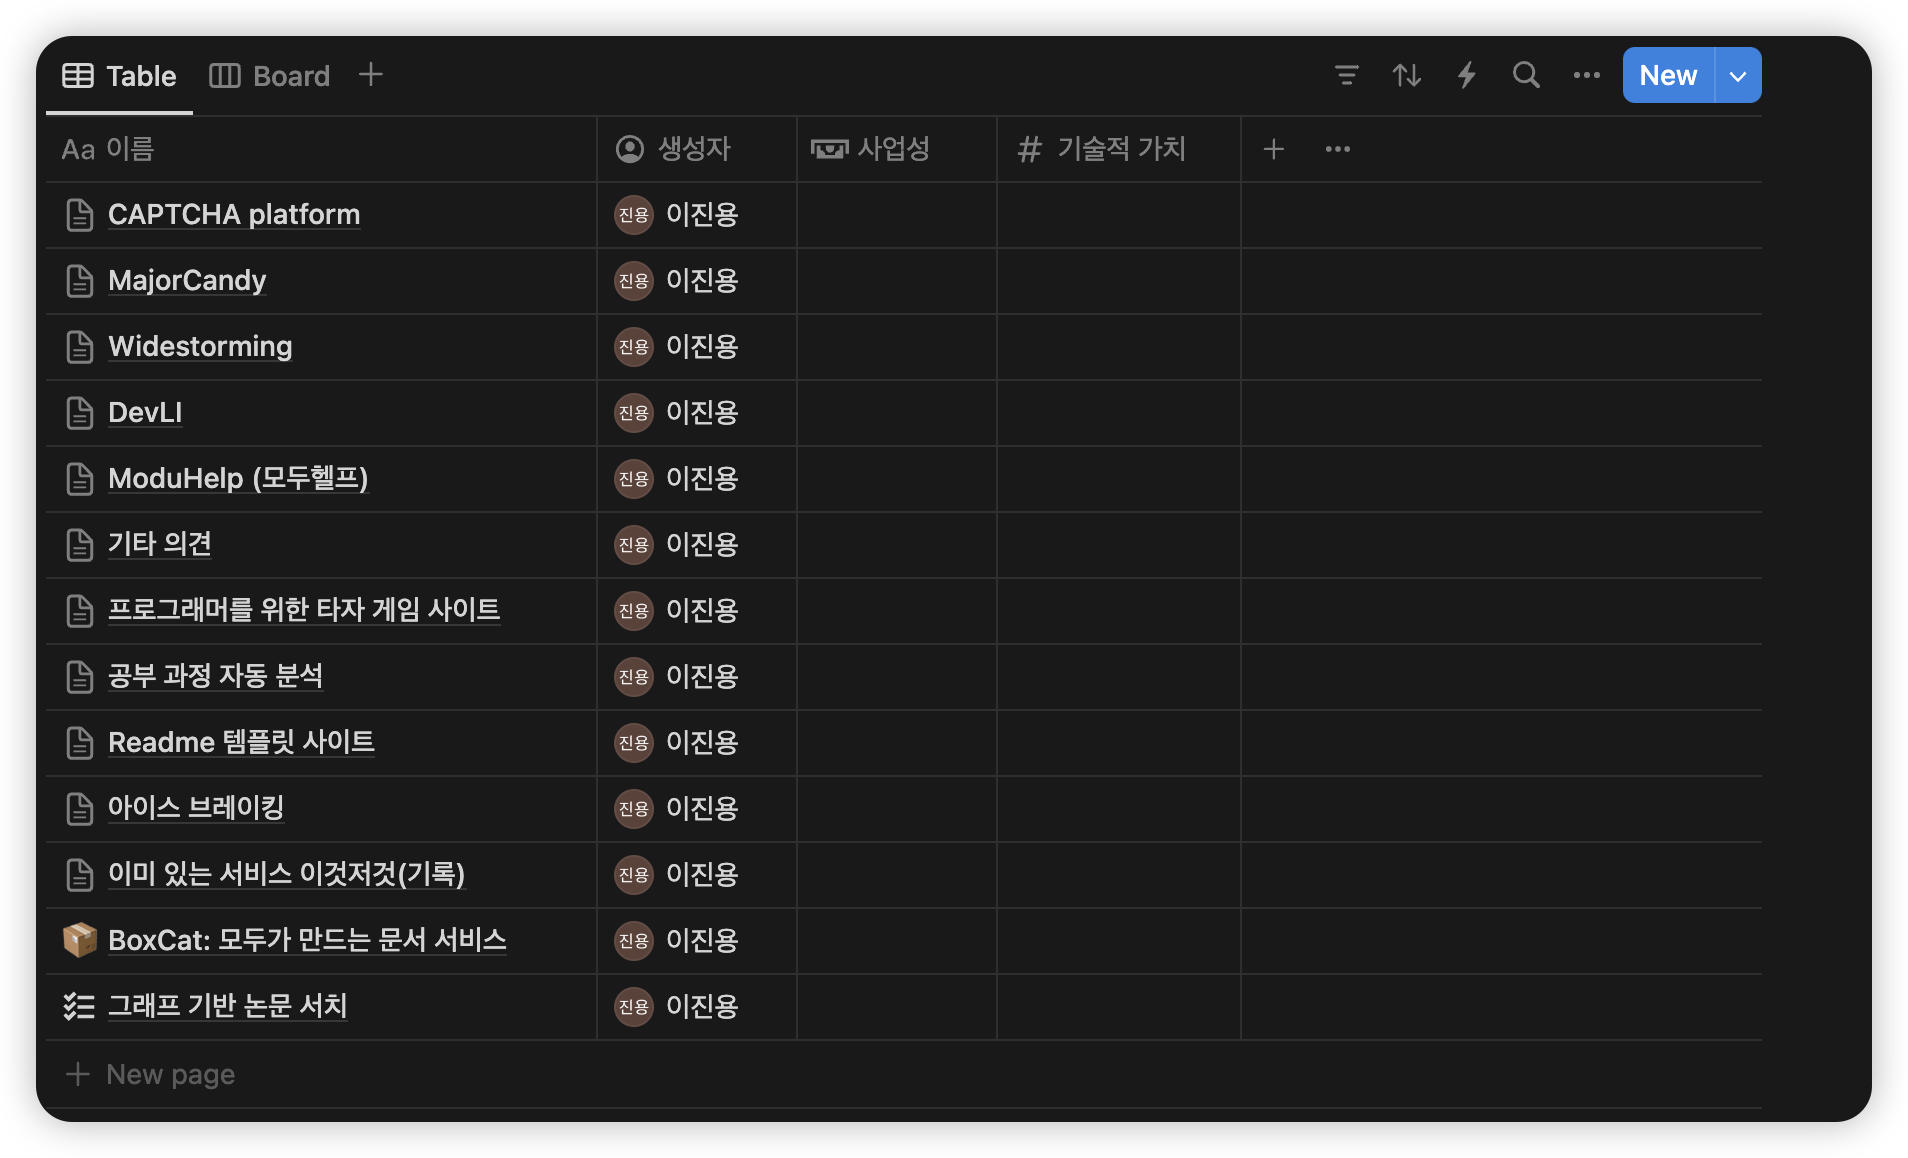 Table Board
New
Aa 이름 생성자 사업성 # 기술적 가치
CAPTCHA platform 진용 이진용
MajorCandy 진용 이진용
Widestorming 진용 이진용
DevLI 진용 이진용
ModuHelp (모두헬프) 진용 이진용
기타 의견 진용 이진용
프로그래머를 위한 타자 게임 사이트 진용 이진용
공부 과정 자동 분석 진용 이진용
Readme 템플릿 사이트 진용 이진용
아이스 브레이킹 진용 이진용
이미 있는 서비스 이것저것(기록) 진용 이진용
BoxCat: 모두가 만드는 문서 서비스 진용 이진용
그래프 기반 논문 서치 진용 이진용
New page